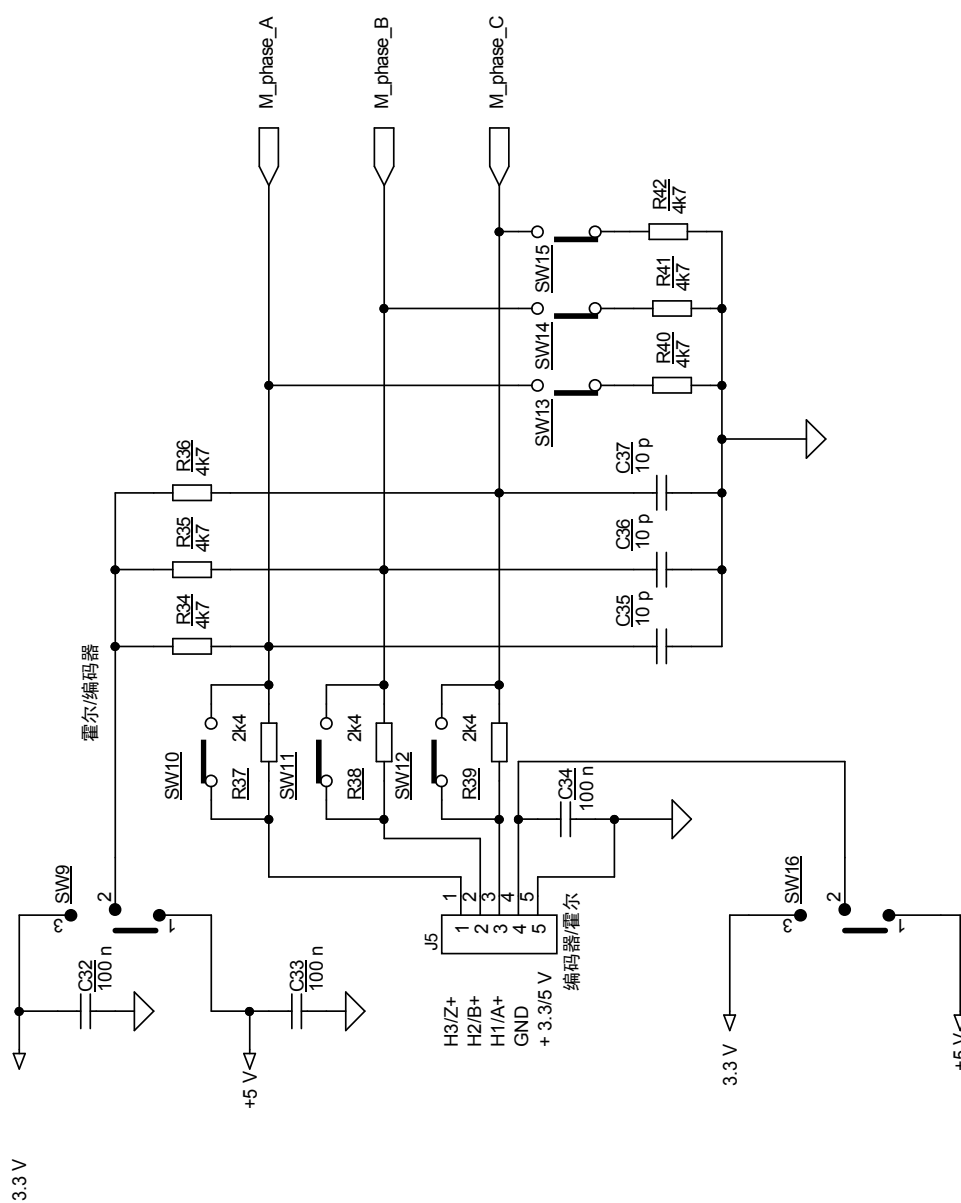 M_phase_A
M_phase_B
M_phase_C
R42
4k7
R41
4k7
R40
4k7
SW15
SW14
SW13
R36
4k7
R35
4k7
R34
4k7
C37
10 p
C36
10 p
C35
10 p
霍尔/编码器
SW10
2k4
R37
SW11
2k4
R38
SW12
2k4
R39
C34
100 n
SW9
3
2
1
C32
100 n
C33
100 n
3.3 V
+5 V
J5
1
2
3
4
5
1
2
3
4
5
编码器/霍尔
H3/Z+
H2/B+
H1/A+
GND
+ 3.3/5 V
SW16
3
2
1
3.3 V
+5 V